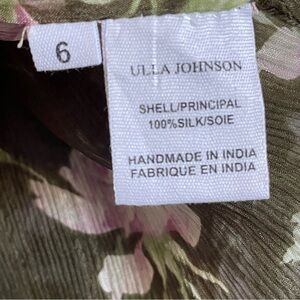 6
ULLA JOHNSON
SHELL/PRINCIPAL
100%SILK/SOIE
HANDMADE IN INDIA
FABRIQUE EN INDIA